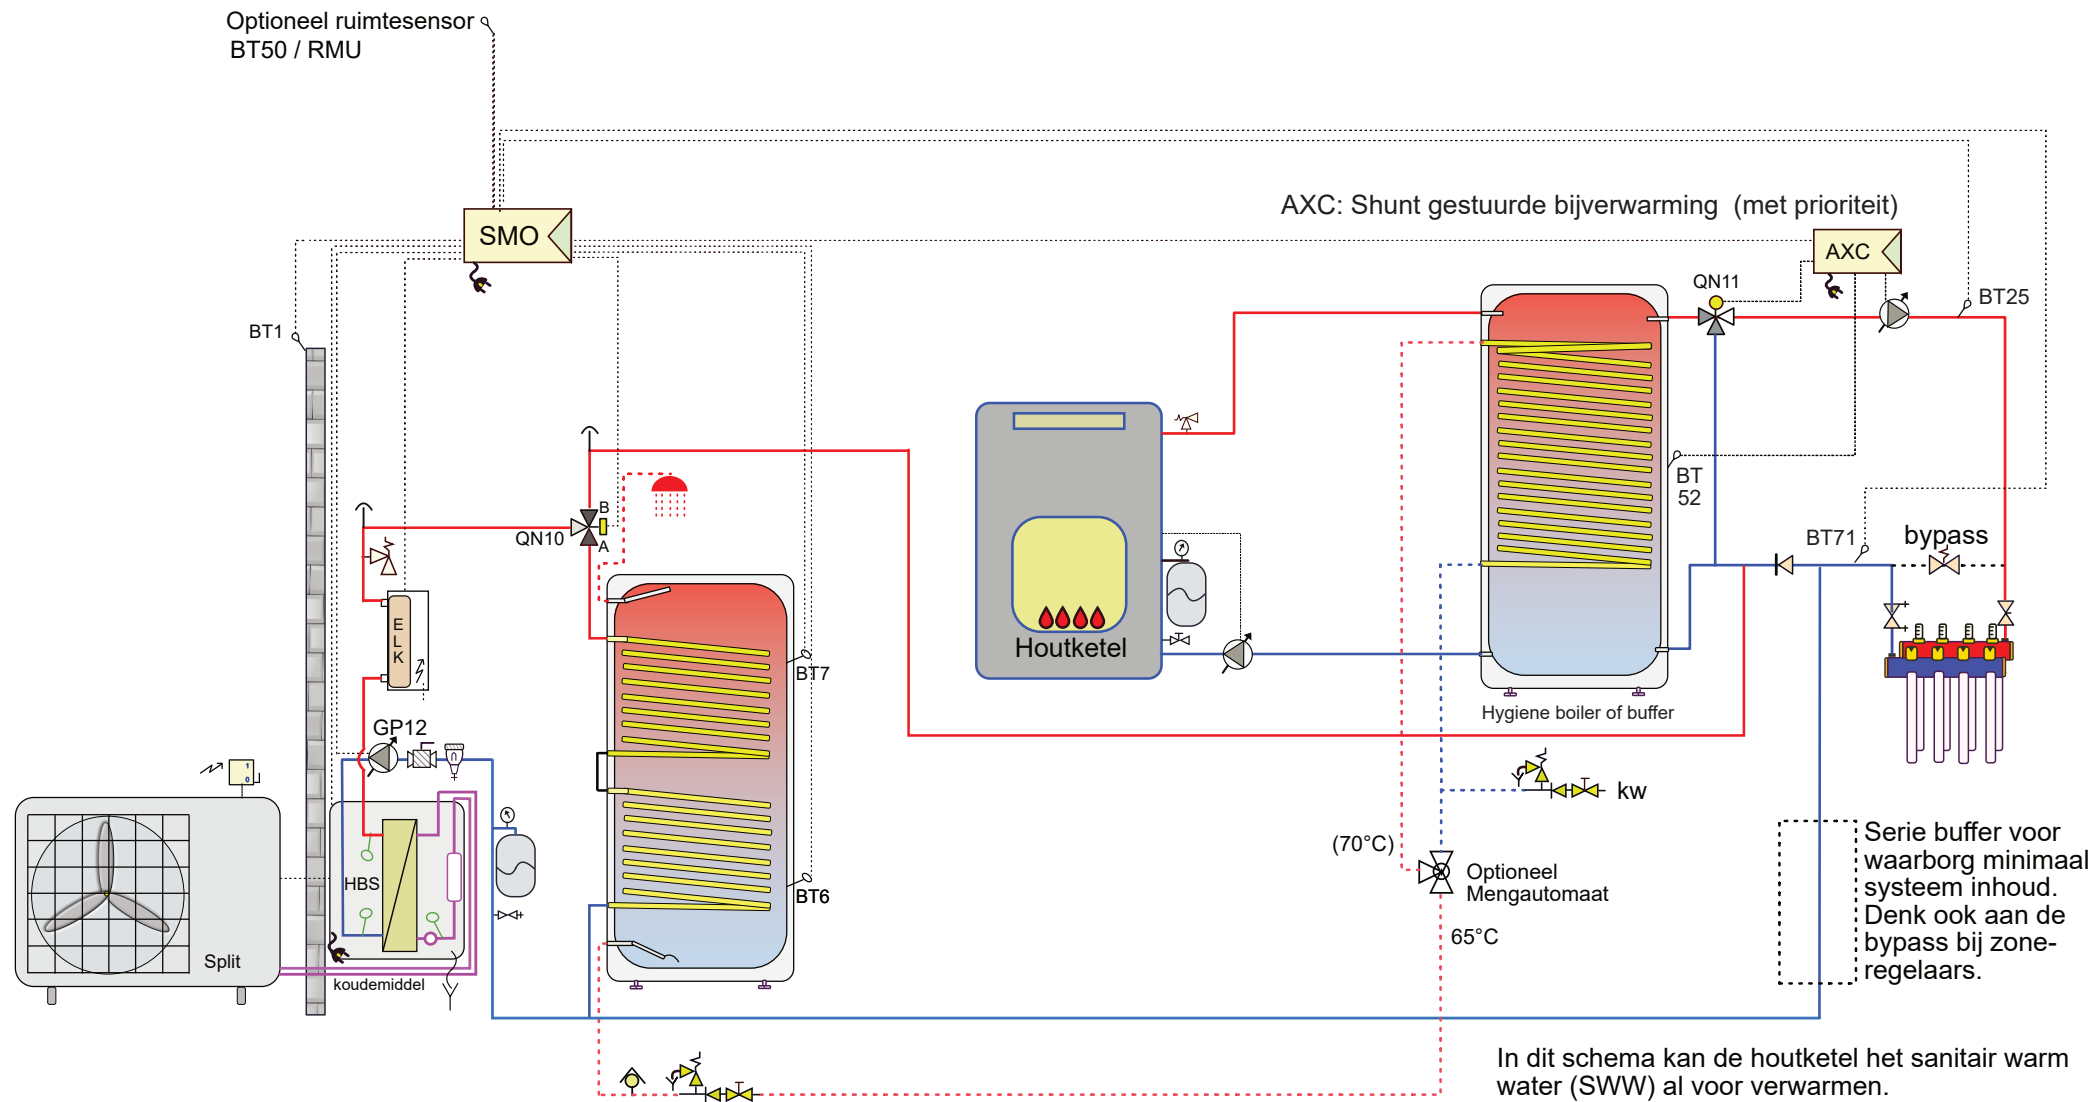 Optioneel ruimtesensor
BT50 / RMU
AXC: Shunt gestuurde bijverwarming (met prioriteit)
SMO
AXC
QN11
BT25
BT1
BT
52
B
QN10
A
BT71
bypass
E
L
K
Houtketel
BT7
Hygiene boiler of buffer
GP12
kw
1
0
(70°C)
Optioneel
Mengautomaat
Serie buffer voor
waarborg minimaal
systeem inhoud.
Denk ook aan de
bypass bij zone-
regelaars.
HBS
BT6
65°C
Split
koudemiddel
In dit schema kan de houtketel het sanitair warm
water (SWW) al voor verwarmen.